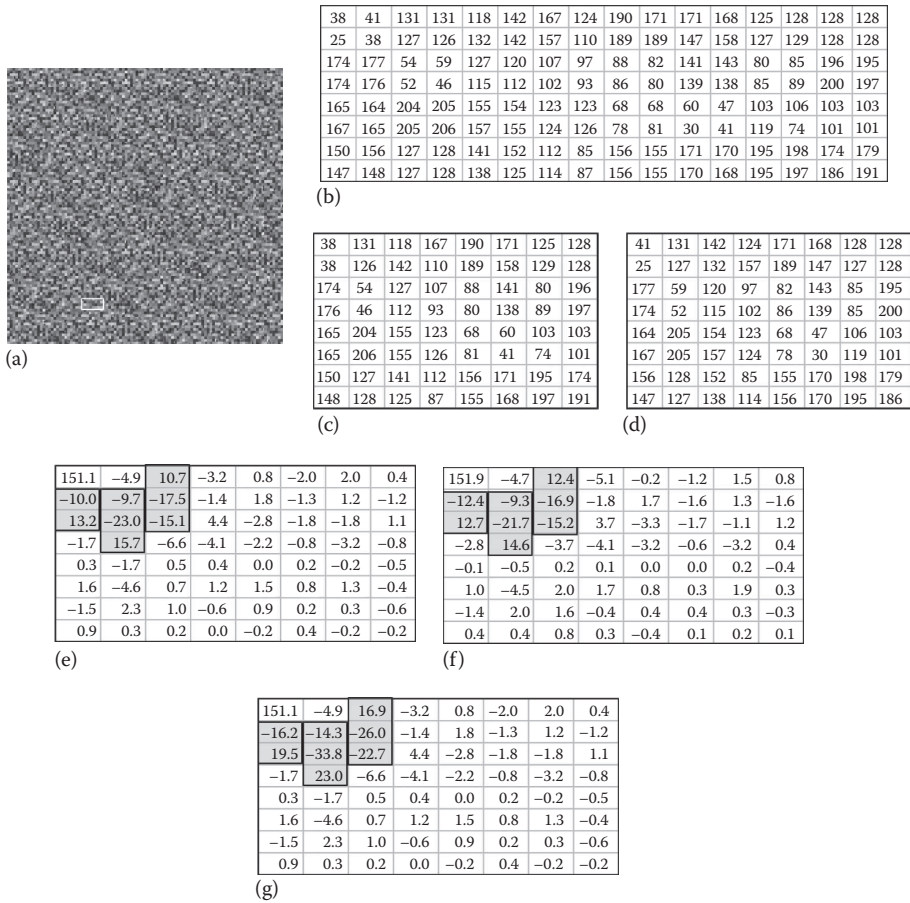 38 41 131 131 118 142 167 124 190 171 171 168 125 128 128 128
25 38 127 126 132 142 157 110 189 189 147 158 127 129 128 128
174 177 54 59 127 120 107 97 88 82 141 143 80 85 196 195
174 176 52 46 115 112 102 93 86 80 139 138 85 89 200 197
165 164 204 205 155 154 123 123 68 68 60 47 103 106 103 103
167 165 205 206 157 155 124 126 78 81 30 41 119 74 101 101
150 156 127 128 141 152 112 85 156 155 171 170 195 198 174 179
147 148 127 128 138 125 114 87 156 155 170 168 195 197 186 191
(b)
(a)
38 131 118 167 190 171 125 128
38 126 142 110 189 158 129 128
174 54 127 107 88 141 80 196
176 46 112 93 80 138 89 197
165 204 155 123 68 60 103 103
165 206 155 126 81 41 74 101
150 127 141 112 156 171 195 174
148 128 125 87 155 168 197 191
(c)
41 131 142 124 171 168 128 128
25 127 132 157 189 147 127 128
177 59 120 97 82 143 85 195
174 52 115 102 86 139 85 200
164 205 154 123 68 47 106 103
167 205 157 124 78 30 119 101
156 128 152 85 155 170 198 179
147 127 138 114 156 170 195 186
(d)
151.1 −4.9 10.7 −3.2 0.8 −2.0 2.0 0.4
−10.0 −9.7 −17.5 −1.4 1.8 −1.3 1.2 −1.2
13.2 −23.0 −15.1 4.4 −2.8 −1.8 −1.8 1.1
−1.7 15.7 −6.6 −4.1 −2.2 −0.8 −3.2 −0.8
0.3 −1.7 0.5 0.4 0.0 0.2 −0.2 −0.5
1.6 −4.6 0.7 1.2 1.5 0.8 1.3 −0.4
−1.5 2.3 1.0 −0.6 0.9 0.2 0.3 −0.6
0.9 0.3 0.2 0.0 −0.2 0.4 −0.2 −0.2
(e)
151.9 −4.7 12.4 −5.1 −0.2 −1.2 1.5 0.8
−12.4 −9.3 −16.9 −1.8 1.7 −1.6 1.3 −1.6
12.7 −21.7 −15.2 3.7 −3.3 −1.7 −1.1 1.2
−2.8 14.6 −3.7 −4.1 −3.2 −0.6 −3.2 0.4
−0.1 −0.5 0.2 0.1 0.0 0.0 0.2 −0.4
1.0 −4.5 2.0 1.7 0.8 0.3 1.9 0.3
−1.4 2.0 1.6 −0.4 0.4 0.4 0.3 −0.3
0.4 0.4 0.8 0.3 −0.4 0.1 0.2 0.1
(f)
151.1 −4.9 16.9 −3.2 0.8 −2.0 2.0 0.4
−16.2 −14.3 −26.0 −1.4 1.8 −1.3 1.2 −1.2
19.5 −33.8 −22.7 4.4 −2.8 −1.8 −1.8 1.1
−1.7 23.0 −6.6 −4.1 −2.2 −0.8 −3.2 −0.8
0.3 −1.7 0.5 0.4 0.0 0.2 −0.2 −0.5
1.6 −4.6 0.7 1.2 1.5 0.8 1.3 −0.4
−1.5 2.3 1.0 −0.6 0.9 0.2 0.3 −0.6
0.9 0.3 0.2 0.0 −0.2 0.4 −0.2 −0.2
(g)